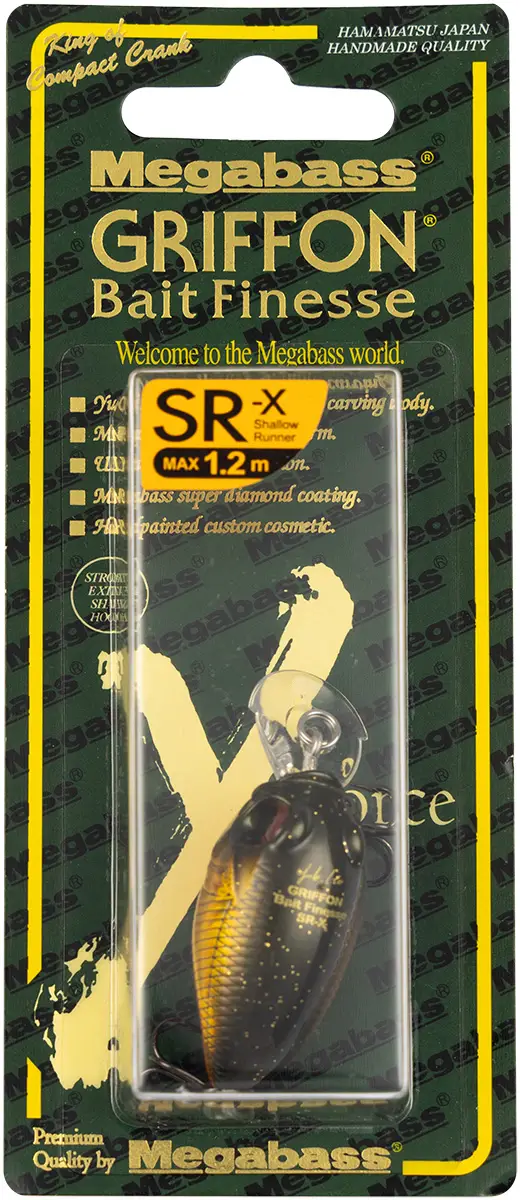 King of
Compact Crank
HAMAMATSU JAPAN
HANDMADE QUALITY
Megabass®
GRIFFON®
Bait Finesse
Welcome to the Megabass world.
SR-X
Shallow
Runner
MAX 1.2m
carving body.
super diamond coating.
painted custom cosmetic.
GRIFFON
Bait Finesse
SR-X
Premium
Quality by
Megabass®